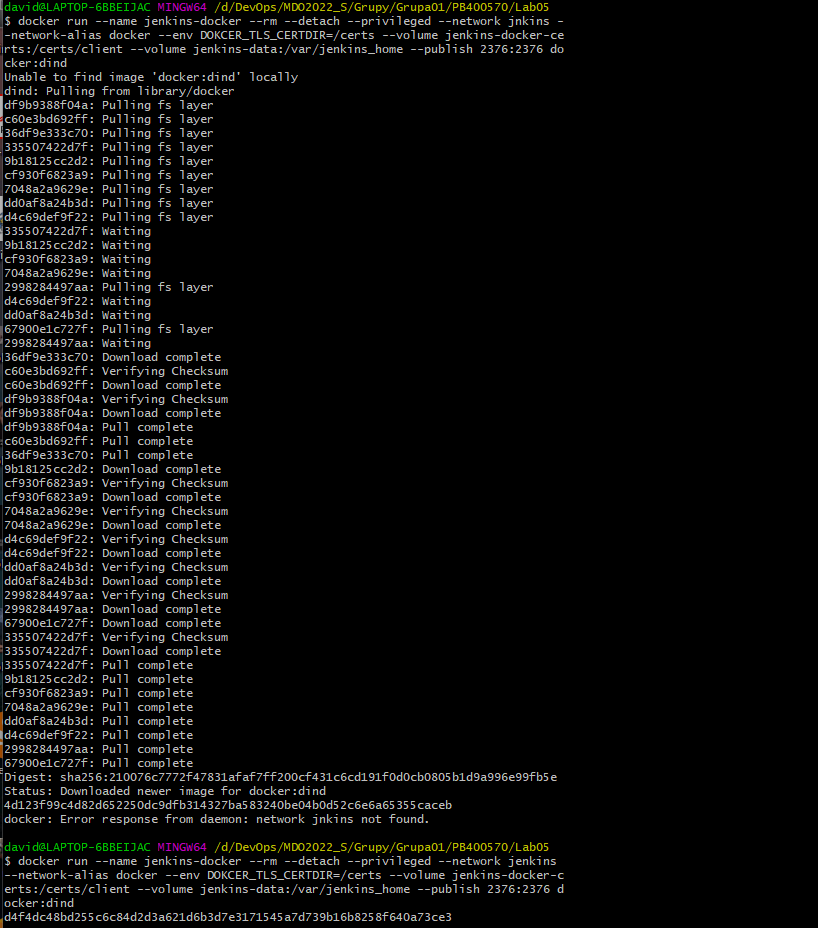 david@LAPTOP-6BBEIJAC MINGW64 /d/DevOps/MDO2022_S/Grupy/Grupa01/PB400570/Lab05
$ docker run --name jenkins-docker --rm --detach --privileged --network jnkins -
-network-alias docker --env DOKCER_TLS_CERTDIR=/certs --volume jenkins-docker-ce
rts:/certs/client --volume jenkins-data:/var/jenkins_home --publish 2376:2376 do
cker:dind
Unable to find image 'docker:dind' locally
dind: Pulling from library/docker
df9b9388f04a: Pulling fs layer
c60e3bd692ff: Pulling fs layer
36df9e333c70: Pulling fs layer
335507422d7f: Pulling fs layer
9b18125cc2d2: Pulling fs layer
cf930f6823a9: Pulling fs layer
7048a2a9629e: Pulling fs layer
dd0af8a24b3d: Pulling fs layer
d4c69def9f22: Pulling fs layer
335507422d7f: Waiting
9b18125cc2d2: Waiting
cf930f6823a9: Waiting
7048a2a9629e: Waiting
2998284497aa: Pulling fs layer
d4c69def9f22: Waiting
dd0af8a24b3d: Waiting
67900e1c727f: Pulling fs layer
2998284497aa: Waiting
36df9e333c70: Download complete
c60e3bd692ff: Verifying Checksum
c60e3bd692ff: Download complete
df9b9388f04a: Verifying Checksum
df9b9388f04a: Download complete
df9b9388f04a: Pull complete
c60e3bd692ff: Pull complete
36df9e333c70: Pull complete
9b18125cc2d2: Download complete
cf930f6823a9: Verifying Checksum
cf930f6823a9: Download complete
7048a2a9629e: Verifying Checksum
7048a2a9629e: Download complete
d4c69def9f22: Verifying Checksum
d4c69def9f22: Download complete
dd0af8a24b3d: Verifying Checksum
dd0af8a24b3d: Download complete
2998284497aa: Verifying Checksum
2998284497aa: Download complete
67900e1c727f: Download complete
335507422d7f: Verifying Checksum
335507422d7f: Download complete
335507422d7f: Pull complete
9b18125cc2d2: Pull complete
cf930f6823a9: Pull complete
7048a2a9629e: Pull complete
dd0af8a24b3d: Pull complete
d4c69def9f22: Pull complete
2998284497aa: Pull complete
67900e1c727f: Pull complete
Digest: sha256:210076c7772f47831afaf7ff200cf431c6cd191f0d0cb0805b1d9a996e99fb5e
Status: Downloaded newer image for docker:dind
4d123f99c4d82d652250dc9dfb314327ba583240be04b0d52c6e6a65355caceb
docker: Error response from daemon: network jnkins not found.
david@LAPTOP-6BBEIJAC MINGW64 /d/DevOps/MDO2022_S/Grupy/Grupa01/PB400570/Lab05
$ docker run --name jenkins-docker --rm --detach --privileged --network jenkins
--network-alias docker --env DOKCER_TLS_CERTDIR=/certs --volume jenkins-docker-c
erts:/certs/client --volume jenkins-data:/var/jenkins_home --publish 2376:2376 d
ocker:dind
d4f4dc48bd255c6c84d2d3a621d6b3d7e3171545a7d739b16b8258f640a73ce3